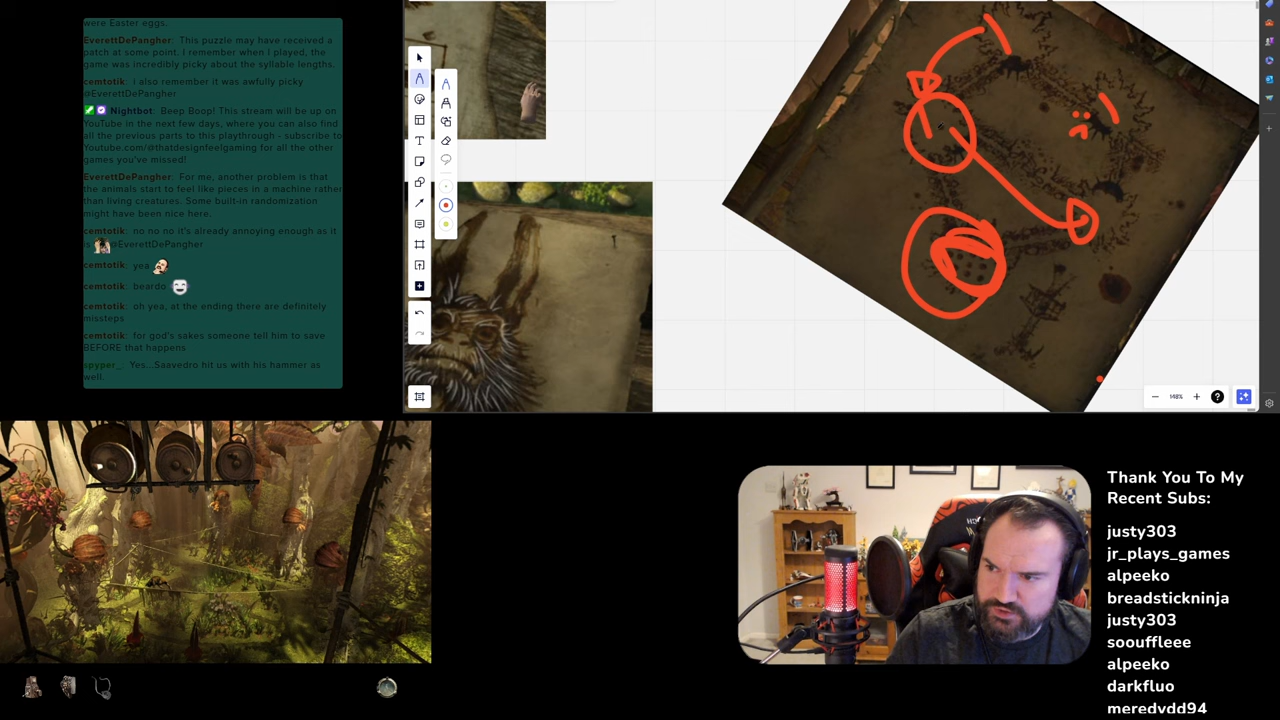 were Easter eggs.
EverettDePangher: This puzzle may have received a
patch at some point. I remember when I played, the
game was incredibly picky about the syllable lengths.
cemtotik: i also remember it was awfully picky
@EverettDePangher
Nightbot: Beep Boop! This stream will be up on
YouTube in the next few days, where you can also find
all the previous parts to this playthrough - subscribe to
Youtube.com/@thatdesignfeelgaming for all the other
games you've missed!
EverettDePangher: For me, another problem is that
the animals start to feel like pieces in a machine rather
than living creatures. Some built-in randomization
might have been nice here.
cemtotik: no no no it's already annoying enough as it
is @EverettDePangher
cemtotik: yea
cemtotik: beardo
cemtotik: oh yea, at the ending there are definitely
missteps
cemtotik: for god's sakes someone tell him to save
BEFORE that happens
spyper_: Yes...Saavedro hit us with his hammer as
well.
T
148%
?
Thank You To My
Recent Subs:
justy303
jr_plays_games
alpeeko
breadstickninja
justy303
soouffleee
alpeeko
darkfluo
meredydd94